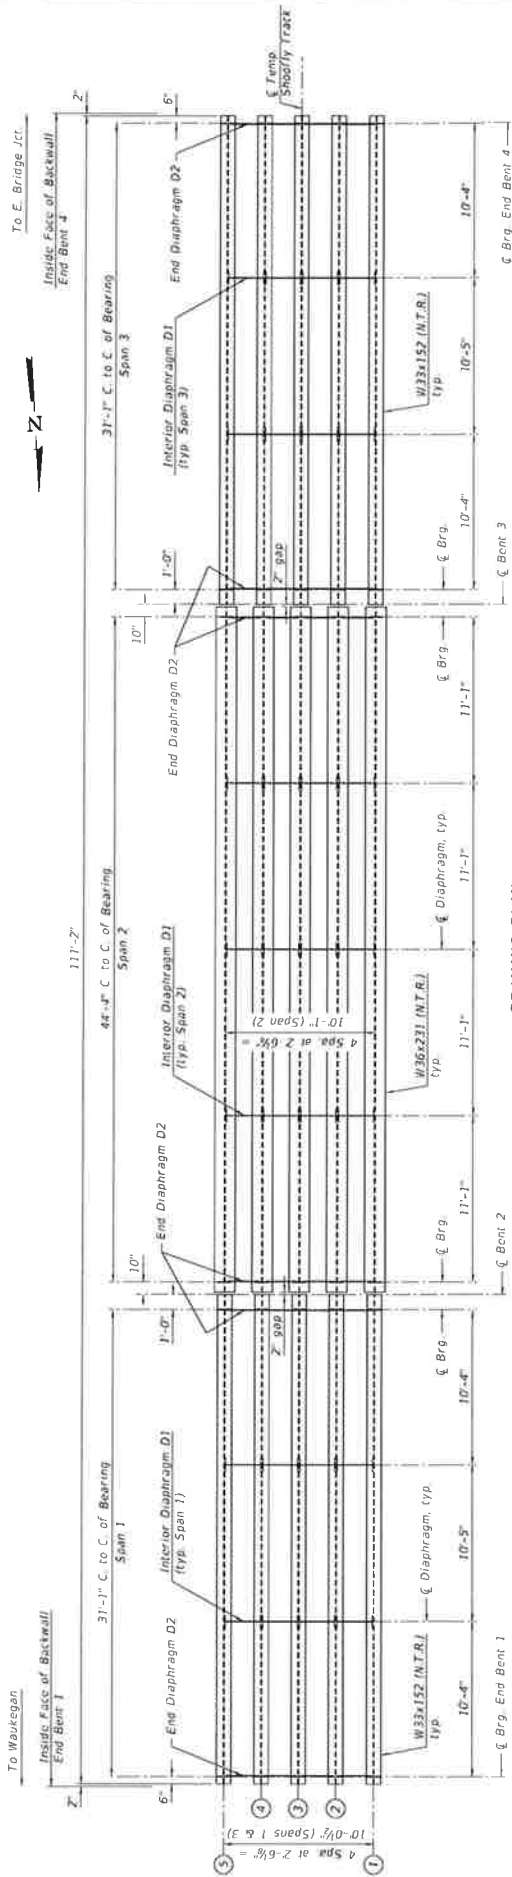 To Waukegan
To E. Bridge Jct.
Inside Face of Backwall
End Bent 1
Inside Face of Backwall
End Bent 4
2"
111'-2"
2"
31'-1" C. to C. of Bearing
Span 1
44'-4" C. to C. of Bearing
Span 2
31'-1" C. to C. of Bearing
Span 3
Z
6"
End Diaphragm D2
Interior Diaphragm D1
(typ. Span 1)
1'-0"
10"
End Diaphragm D2
Interior Diaphragm D1
(typ. Span 2)
End Diaphragm D2
10"
1'-0"
Interior Diaphragm D1
(typ. Span 3)
End Diaphragm D2
6"
℄ Temp.
Shoofly Track
2" gap
2" gap
5
4
3
2
1
4 Spa. at 2'-6⅛" =
10'-0½" (Spans 1 & 3)
4 Spa. at 2'-6¼" =
10'-1" (Span 2)
W33x152 (N.T.R.)
typ.
W36x231 (N.T.R.)
typ.
W33x152 (N.T.R.)
typ.
℄ Diaphragm, typ.
℄ Brg.
℄ Brg.
℄ Diaphragm, typ.
℄ Brg.
℄ Brg.
10'-4"
10'-5"
10'-4"
11'-1"
11'-1"
11'-1"
11'-1"
10'-4"
10'-5"
10'-4"
℄ Brg. End Bent 1
℄ Bent 2
℄ Bent 3
℄ Brg. End Bent 4